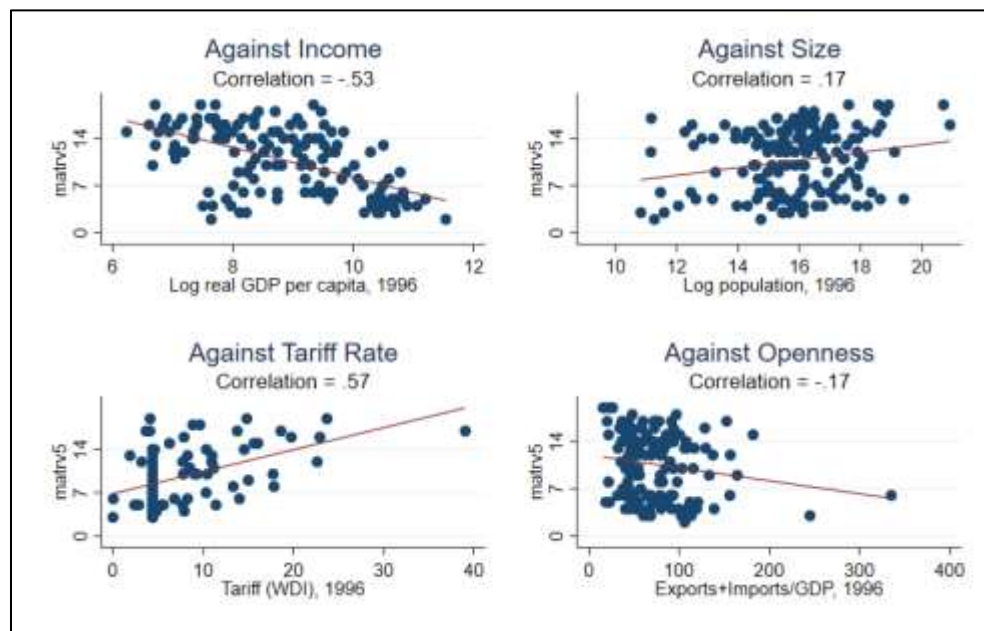 Against Income
Correlation = -.53
matrv5
14
7
0
6 8 10 12
Log real GDP per capita, 1996
Against Size
Correlation = .17
matrv5
14
7
0
10 12 14 16 18 20
Log population, 1996
Against Tariff Rate
Correlation = .57
matrv5
14
7
0
0 10 20 30 40
Tariff (WDI), 1996
Against Openness
Correlation = -.17
matrv5
14
7
0
0 100 200 300 400
Exports+Imports/GDP, 1996